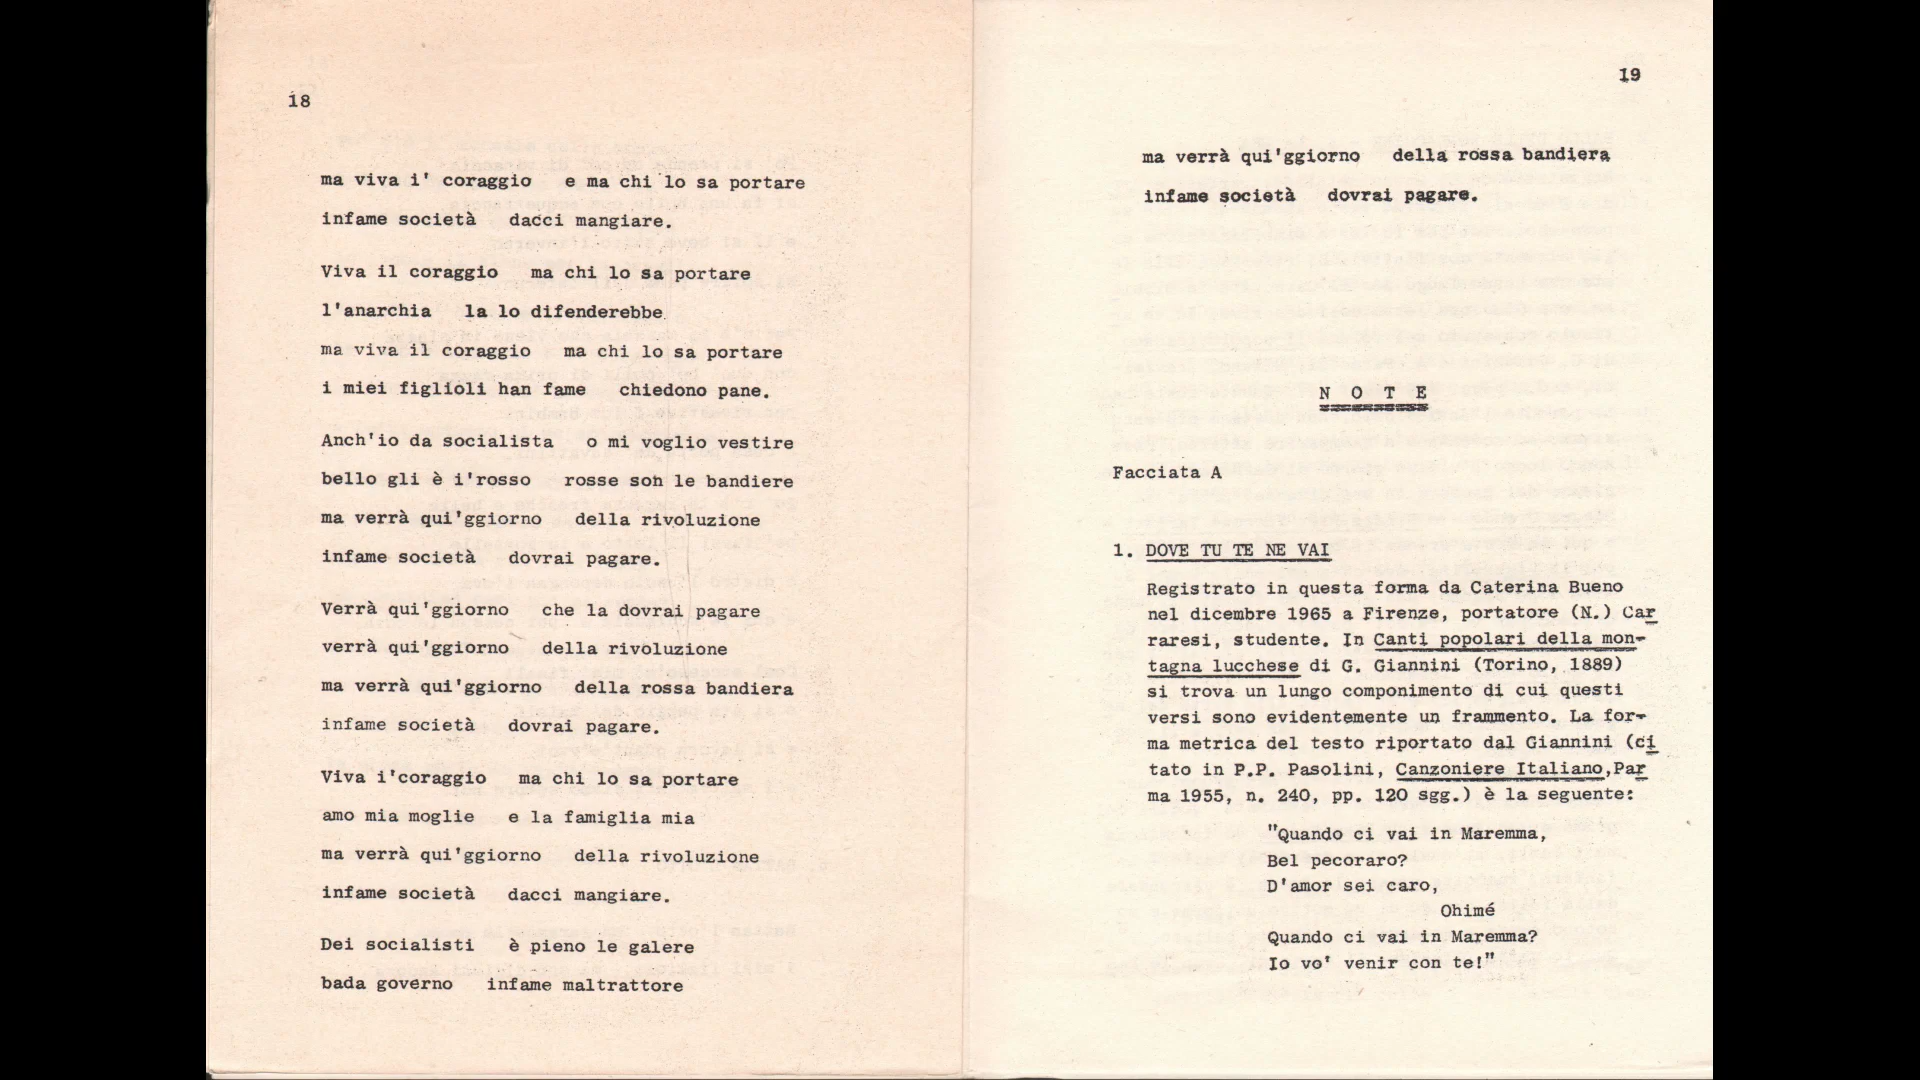 18
ma viva i' coraggio   e ma chi lo sa portare
infame società   dacci mangiare.
Viva il coraggio   ma chi lo sa portare
l'anarchia   la lo difenderebbe
ma viva il coraggio   ma chi lo sa portare
i miei figlioli han fame   chiedono pane.
Anch'io da socialista   o mi voglio vestire
bello gli è i'rosso   rosse son le bandiere
ma verrà qui'ggiorno   della rivoluzione
infame società   dovrai pagare.
Verrà qui'ggiorno   che la dovrai pagare
verrà qui'ggiorno   della rivoluzione
ma verrà qui'ggiorno   della rossa bandiera
infame società   dovrai pagare.
Viva i'coraggio   ma chi lo sa portare
amo mia moglie   e la famiglia mia
ma verrà qui'ggiorno   della rivoluzione
infame società   dacci mangiare.
Dei socialisti   è pieno le galere
bada governo   infame maltrattore
19
ma verrà qui'ggiorno   della rossa bandiera
infame società   dovrai pagare.
N O T E
Facciata A
1. DOVE TU TE NE VAI
Registrato in questa forma da Caterina Bueno
nel dicembre 1965 a Firenze, portatore (N.) Car
raresi, studente. In Canti popolari della mon-
tagna lucchese di G. Giannini (Torino, 1889)
si trova un lungo componimento di cui questi
versi sono evidentemente un frammento. La for-
ma metrica del testo riportato dal Giannini (ci
tato in P.P. Pasolini, Canzoniere Italiano,Par
ma 1955, n. 240, pp. 120 sgg.) è la seguente:
"Quando ci vai in Maremma,
Bel pecoraro?
D'amor sei caro,
Ohimé
Quando ci vai in Maremma?
Io vo' venir con te!"